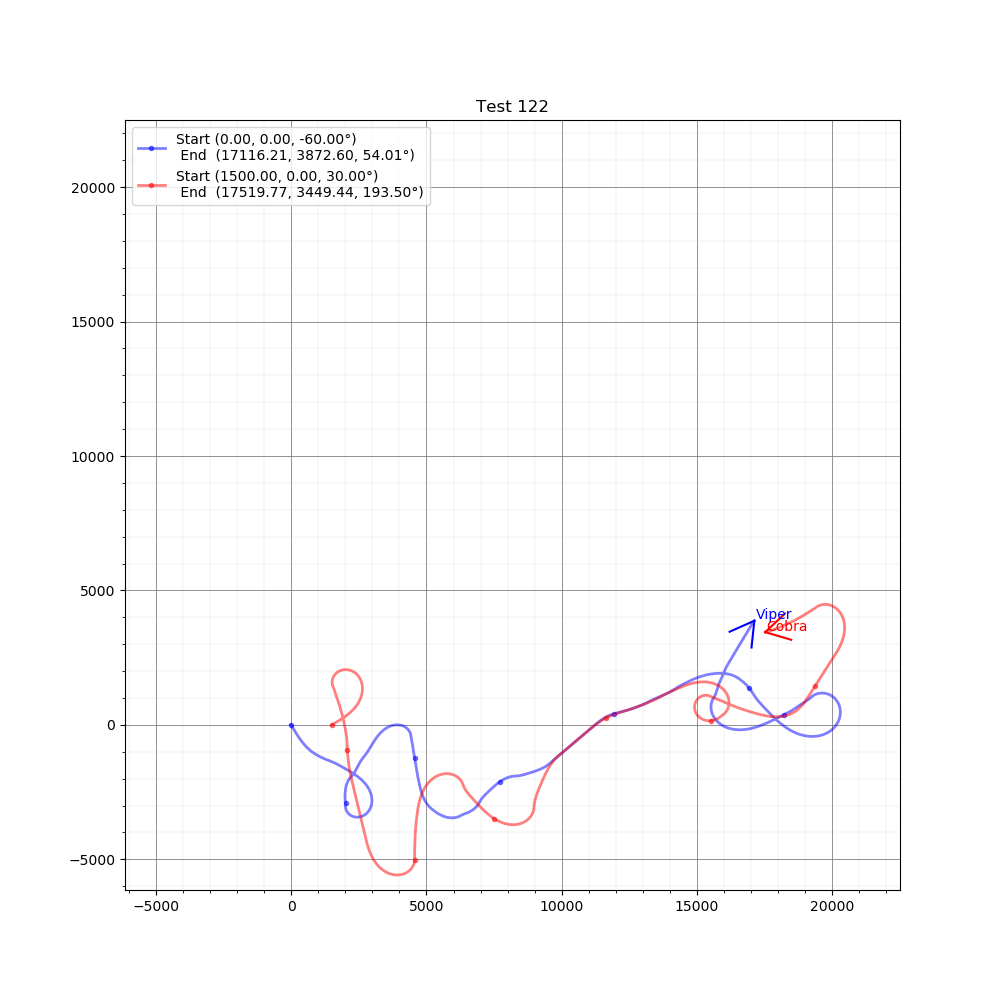 Test 122
Start (0.00, 0.00, -60.00°)
End  (17116.21, 3872.60, 54.01°)
Start (1500.00, 0.00, 30.00°)
End  (17519.77, 3449.44, 193.50°)
20000
15000
10000
5000
0
−5000
Viper
Cobra
−5000
0
5000
10000
15000
20000